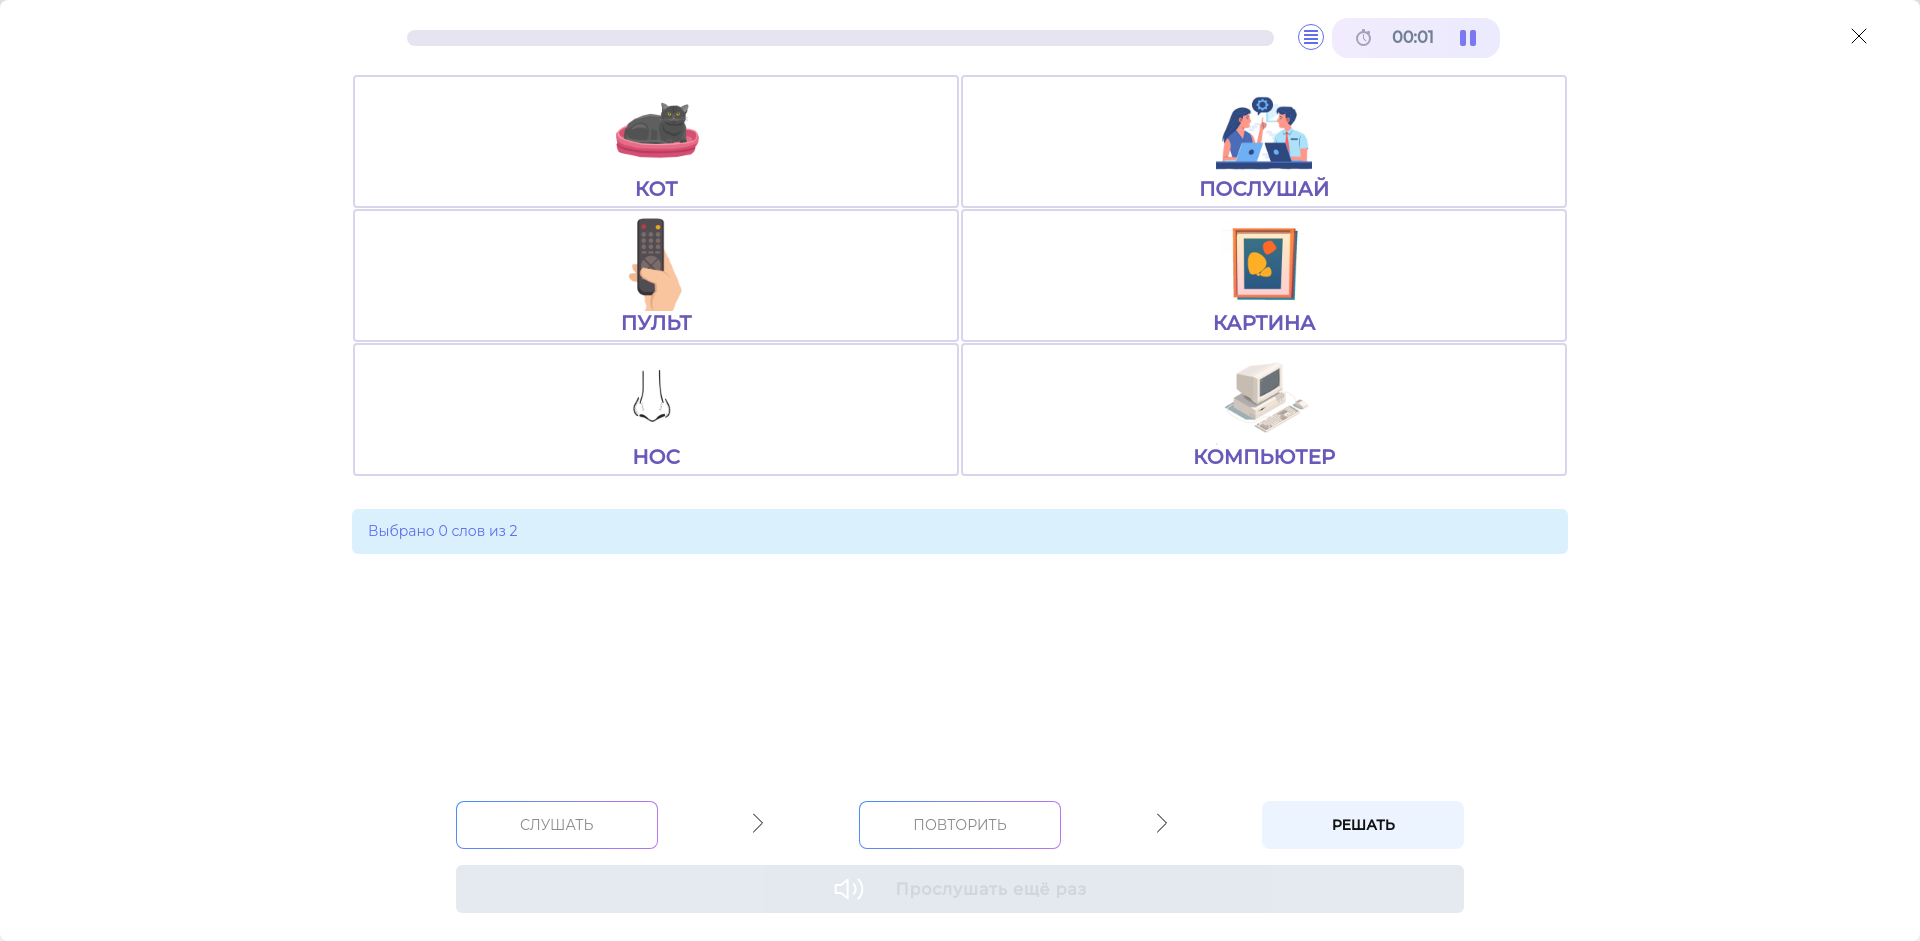 00:01
КОТ
ПОСЛУШАЙ
ПУЛЬТ
КАРТИНА
НОС
КОМПЬЮТЕР
Выбрано 0 слов из 2
СЛУШАТЬ
ПОВТОРИТЬ
РЕШАТЬ
Прослушать ещё раз